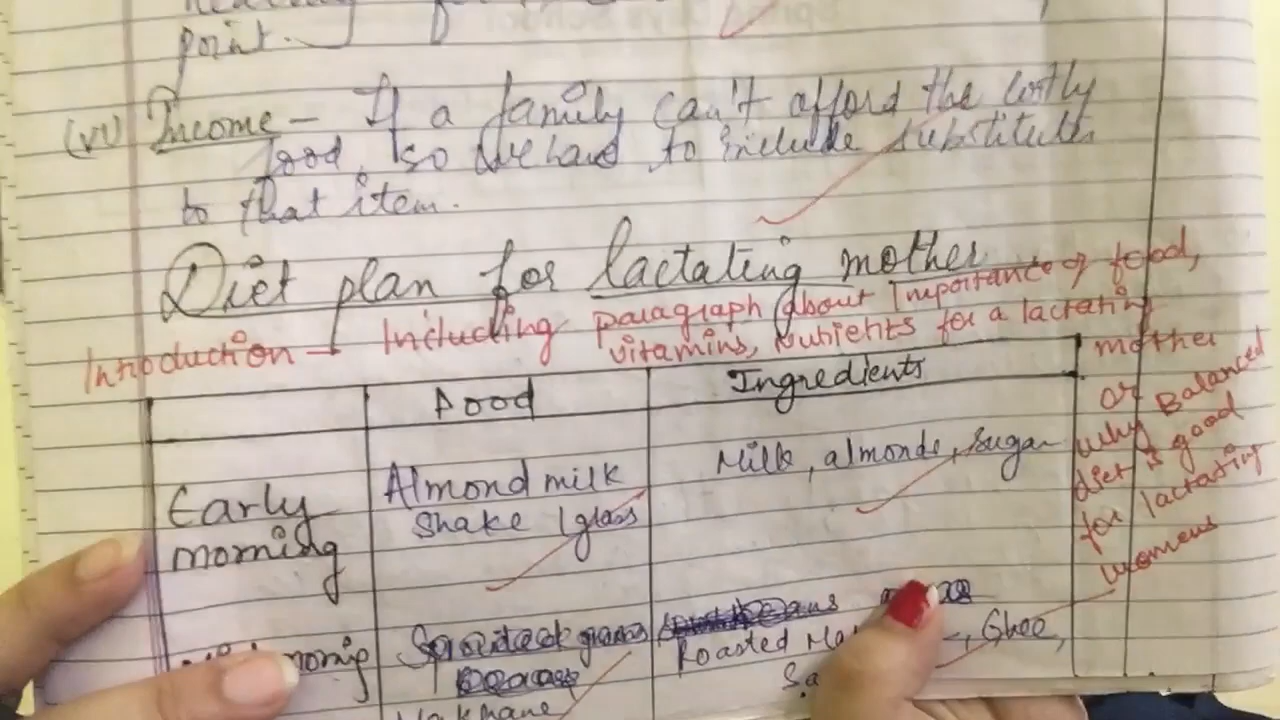 point.
(vi) Income - If a family can't afford the costly
food, so we have to include substitute
to that item.
Diet plan for lactating mother
Introduction - Including paragraph about Importance of food,
vitamins, nutrients for a lactating
mother
or
why Balanced
diet is good
for lactating
womens
Food Ingredients
Early
morning
Almond milk
shake 1 glass
Milk, almonds, sugar
morning
Roasted
, Ghee,
Makhane